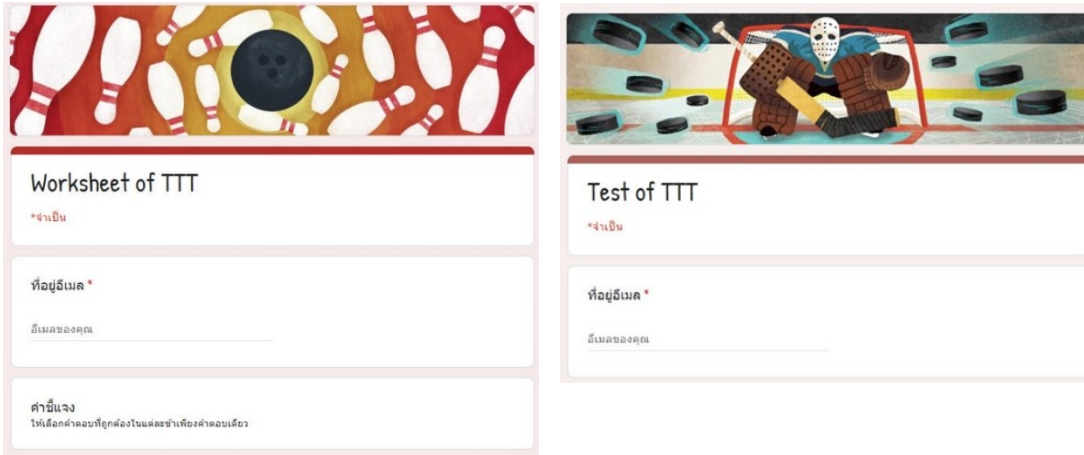 Worksheet of TTT
*จำเป็น
ที่อยู่อีเมล *
อีเมลของคุณ
คำชี้แจง
ให้เลือกคำตอบที่ถูกต้องในแต่ละข้อเพียงคำตอบเดียว
Test of TTT
*จำเป็น
ที่อยู่อีเมล *
อีเมลของคุณ